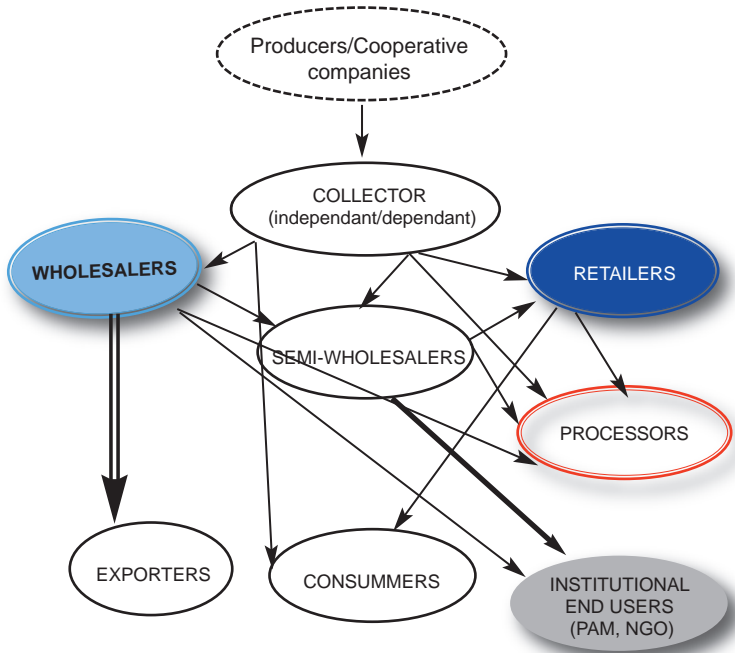 Producers/Cooperative
companies
COLLECTOR
(independant/dependant)
WHOLESALERS
RETAILERS
SEMI-WHOLESALERS
PROCESSORS
EXPORTERS
CONSUMMERS
INSTITUTIONAL
END USERS
(PAM, NGO)